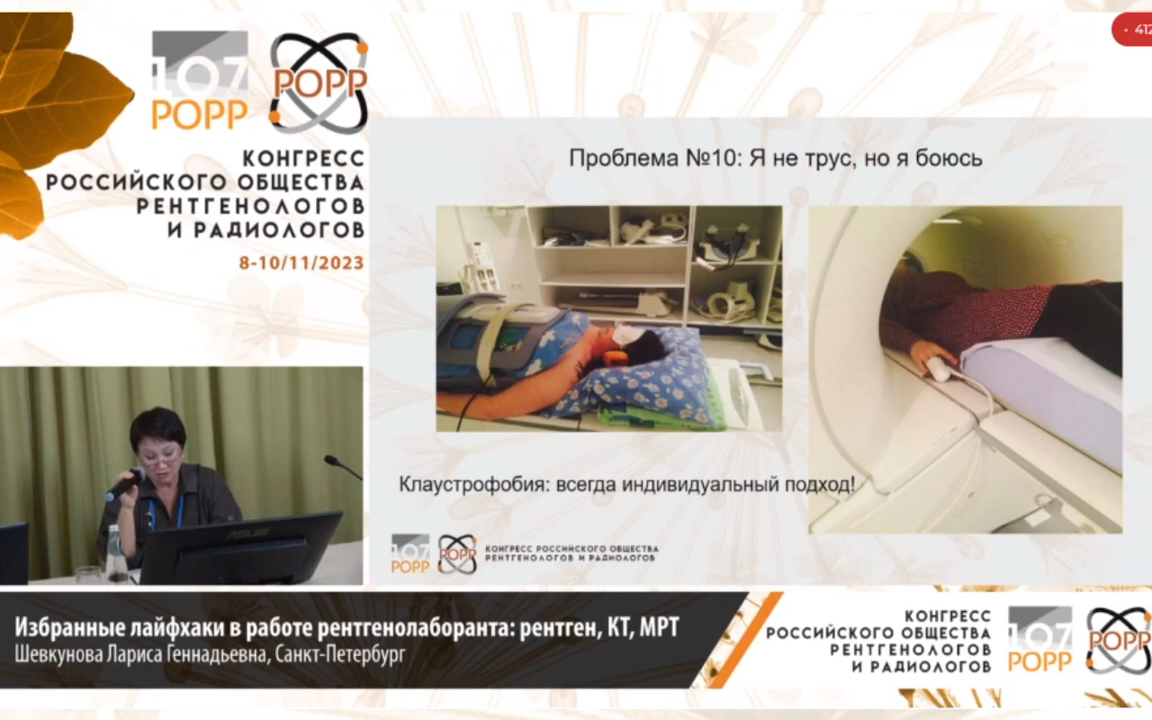 107
РОРР
РОРР
КОНГРЕСС
РОССИЙСКОГО ОБЩЕСТВА
РЕНТГЕНОЛОГОВ
И РАДИОЛОГОВ
8-10/11/2023
412
Проблема №10: Я не трус, но я боюсь
Клаустрофобия: всегда индивидуальный подход!
107
РОРР
РОРР
КОНГРЕСС РОССИЙСКОГО ОБЩЕСТВА
РЕНТГЕНОЛОГОВ И РАДИОЛОГОВ
ASUS
Избранные лайфхаки в работе рентгенолаборанта: рентген, КТ, МРТ
Шевкунова Лариса Геннадьевна, Санкт-Петербург
КОНГРЕСС
РОССИЙСКОГО ОБЩЕСТВА
РЕНТГЕНОЛОГОВ
И РАДИОЛОГОВ
107
РОРР
РОРР